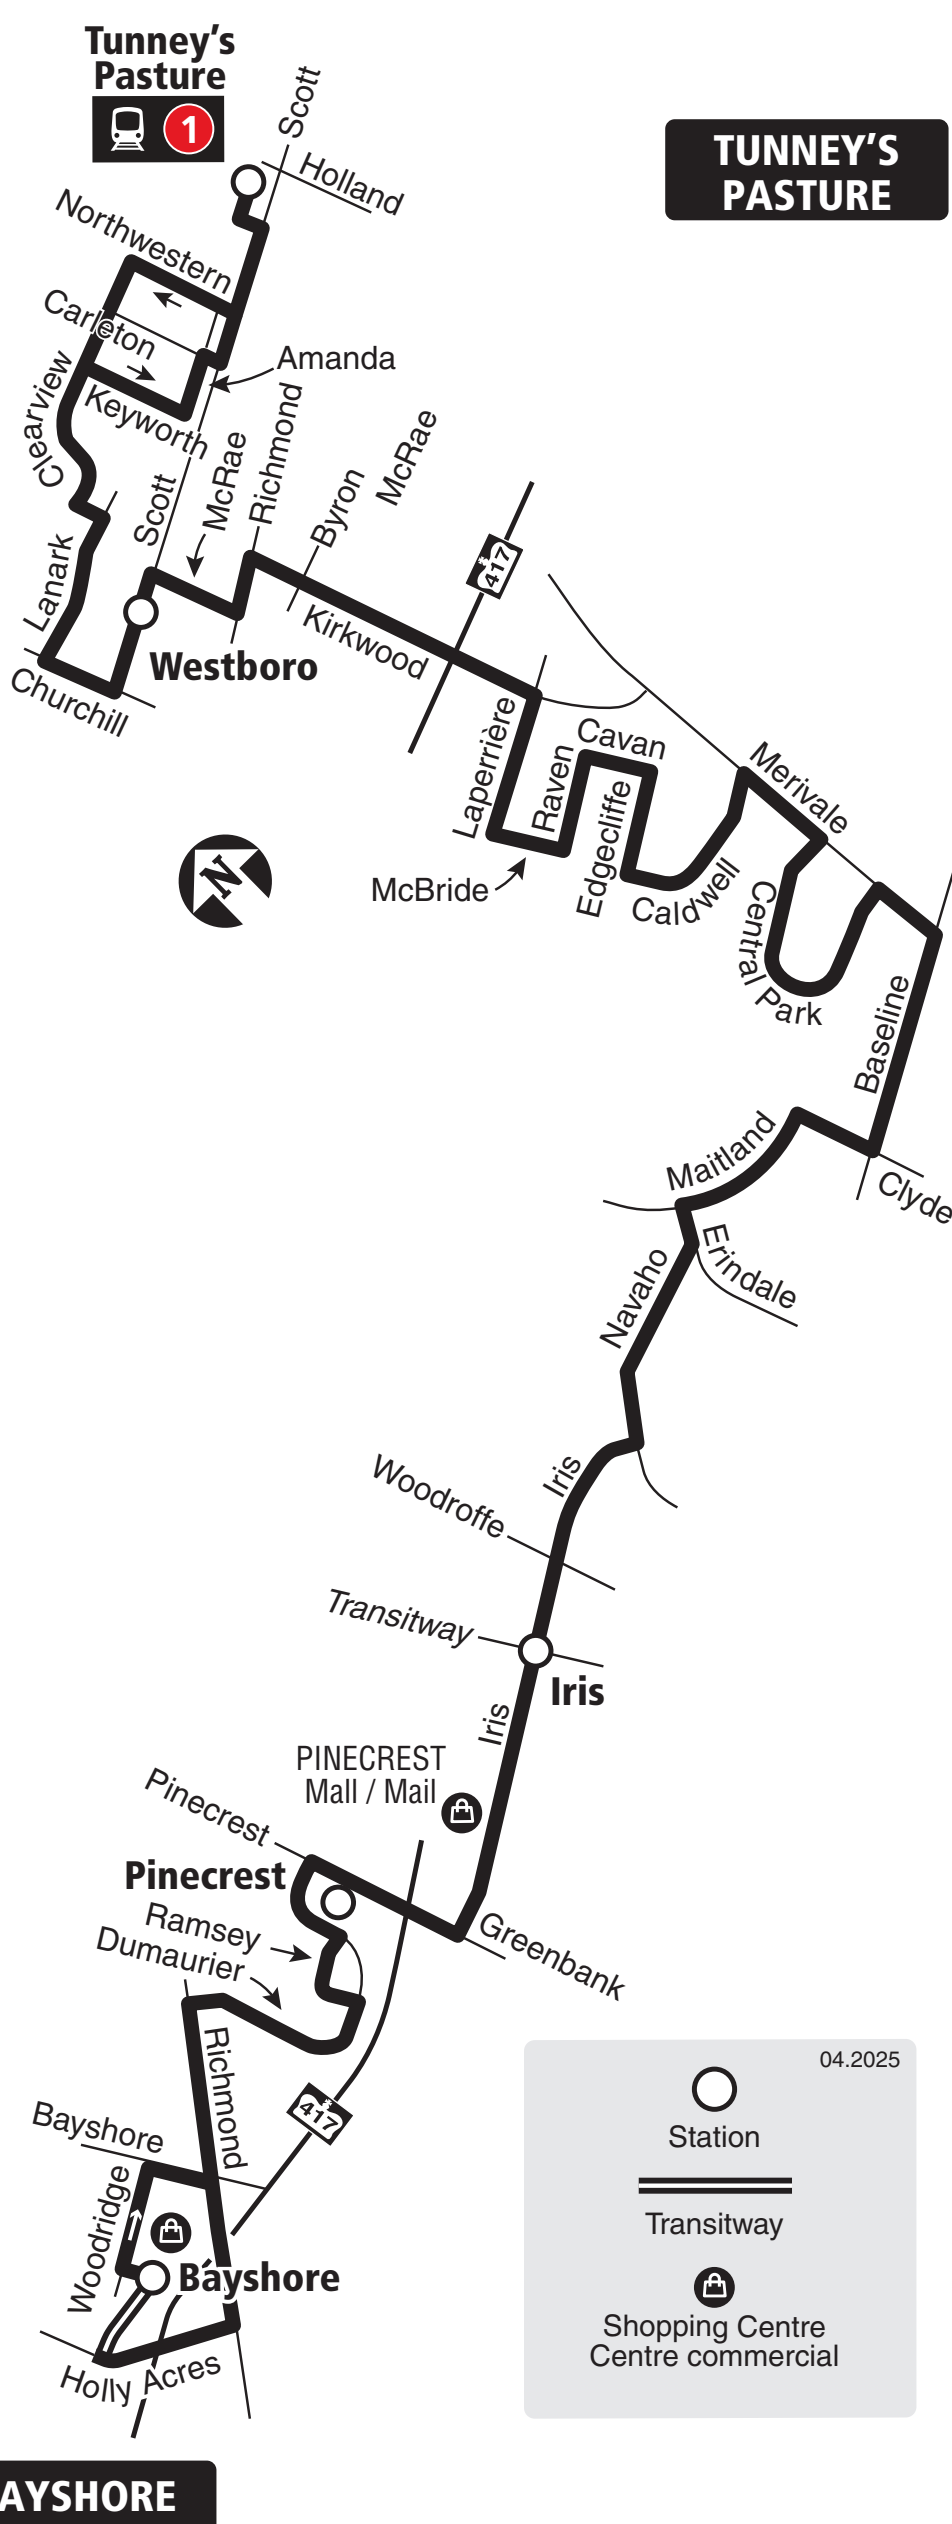 Tunney's
Pasture
1
Scott
Holland
TUNNEY'S
PASTURE
Northwestern
Carleton
Amanda
Clearview
Keyworth
Scott
McRae
Richmond
Byron
McRae
417
Lanark
Westboro
Kirkwood
Churchill
Laperrière
Raven
Cavan
Edgecliffe
Merivale
McBride
Caldwell
N
Central Park
Baseline
Maitland
Clyde
Erindale
Navaho
Iris
Woodroffe
Transitway
Iris
Iris
PINECREST
Mall / Mail
Pinecrest
Pinecrest
Ramsey
Dumaurier
Greenbank
Richmond
417
Bayshore
Woodridge
Bayshore
Holly Acres
04.2025
Station
Transitway
Shopping Centre
Centre commercial
AYSHORE